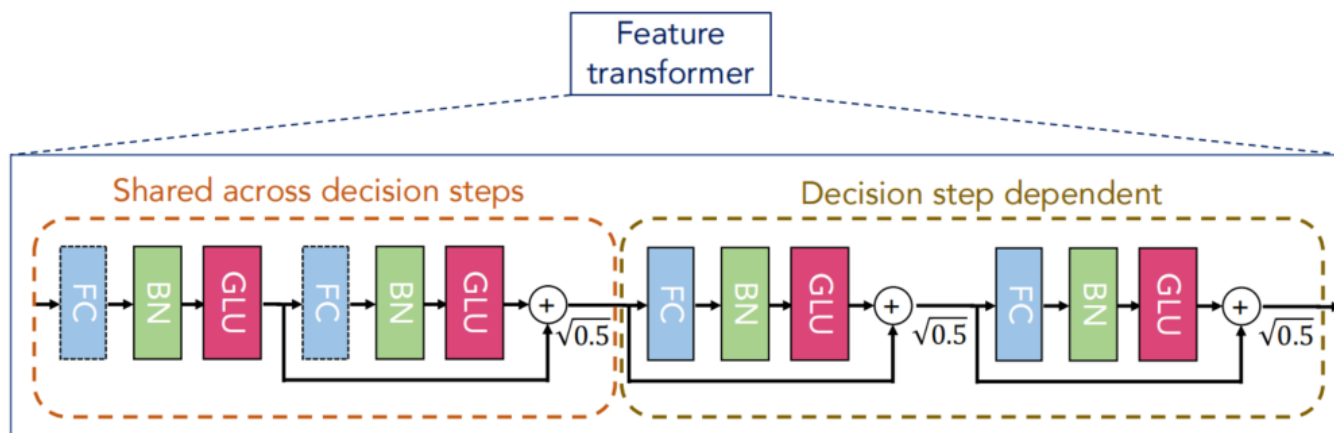 Feature
transformer
Shared across decision steps
Decision step dependent
FC
BN
GLU
FC
BN
GLU
+
√0.5
FC
BN
GLU
+
√0.5
FC
BN
GLU
+
√0.5